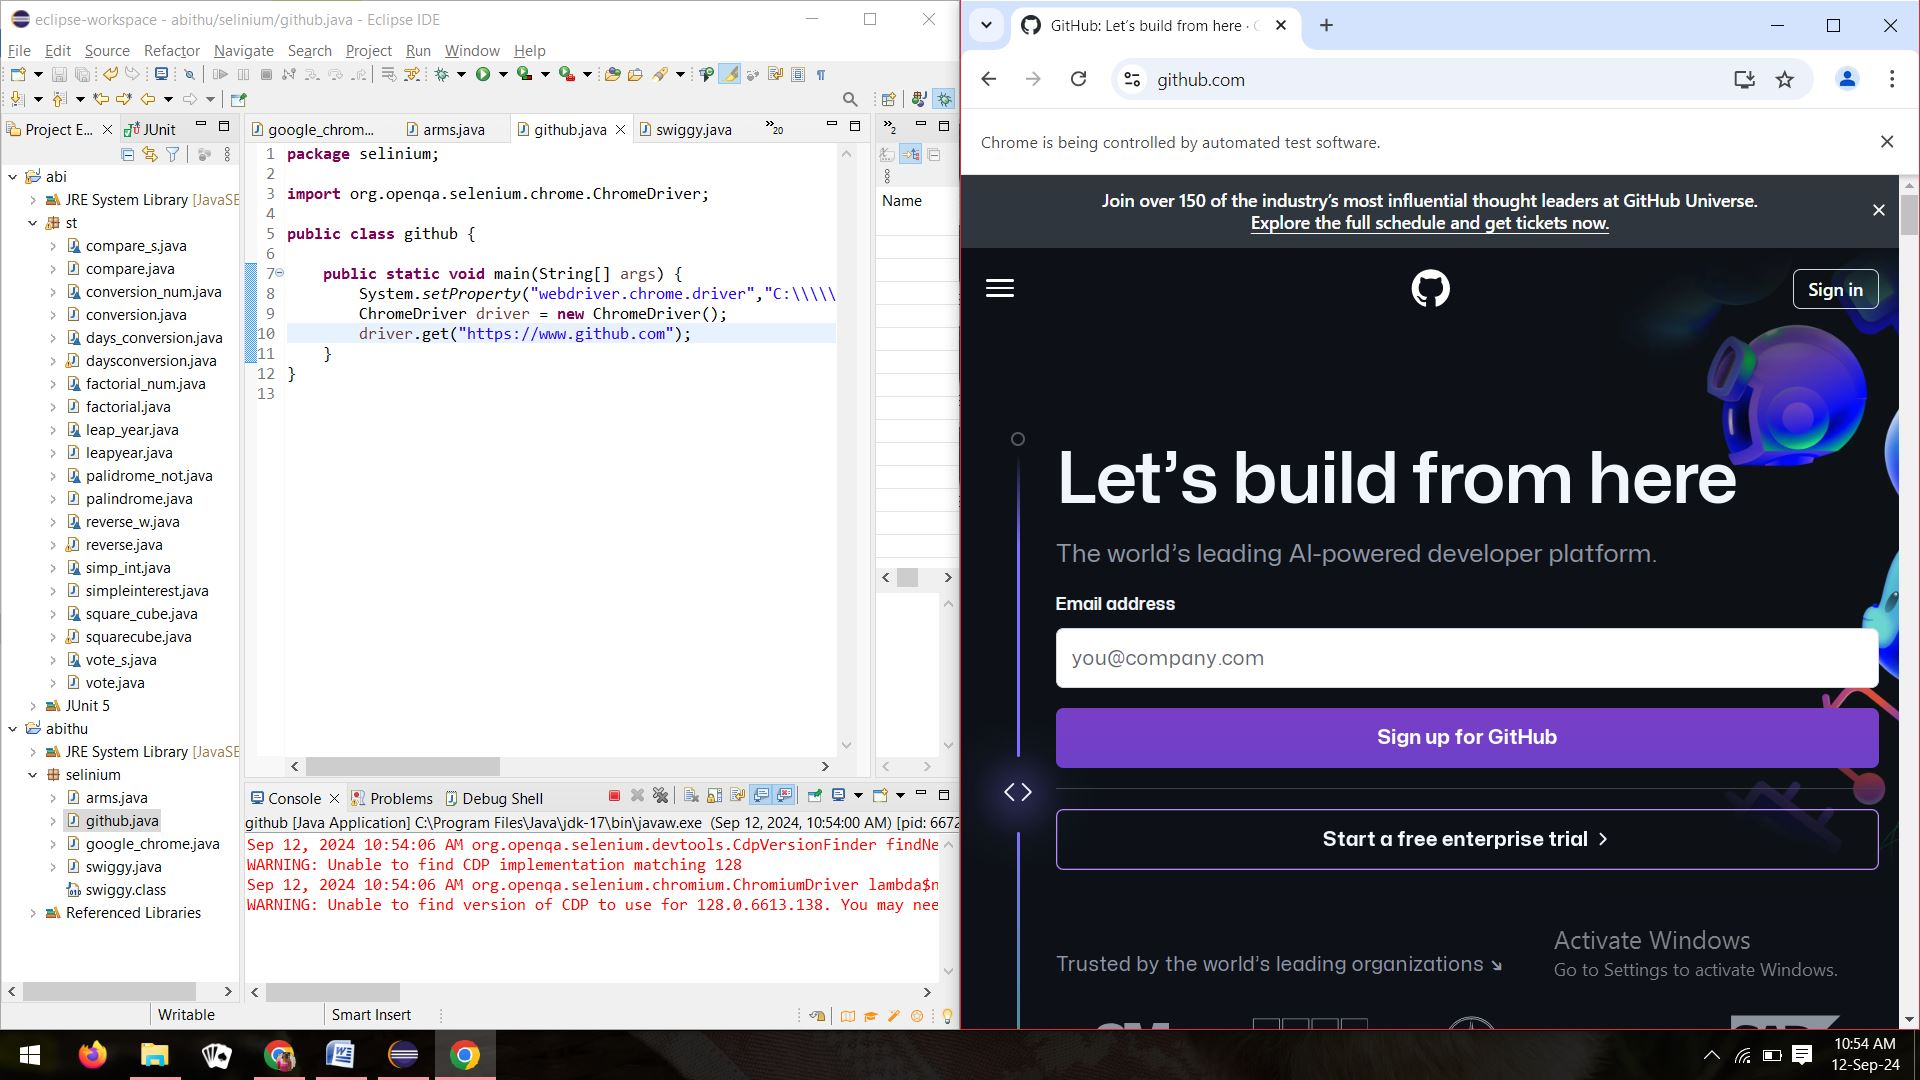 eclipse-workspace - abithu/selinium/github.java - Eclipse IDE
File Edit Source Refactor Navigate Search Project Run Window Help
Project E...
JUnit
abi
JRE System Library [JavaSE
st
compare_s.java
compare.java
conversion_num.java
conversion.java
days_conversion.java
daysconversion.java
factorial_num.java
factorial.java
leap_year.java
leapyear.java
palidrome_not.java
palindrome.java
reverse_w.java
reverse.java
simp_int.java
simpleinterest.java
square_cube.java
squarecube.java
vote_s.java
vote.java
JUnit 5
abithu
JRE System Library [JavaSE
selinium
arms.java
github.java
google_chrome.java
swiggy.java
swiggy.class
Referenced Libraries
google_chrom... arms.java github.java swiggy.java 20
1 package selinium;
2
3 import org.openqa.selenium.chrome.ChromeDriver;
4
5 public class github {
6
7 public static void main(String[] args) {
8 System.setProperty("webdriver.chrome.driver","C:\\\\\
9 ChromeDriver driver = new ChromeDriver();
10 driver.get("https://www.github.com");
11 }
12 }
13
2
Name
Console Problems Debug Shell
github [Java Application] C:\Program Files\Java\jdk-17\bin\javaw.exe (Sep 12, 2024, 10:54:00 AM) [pid: 6672
Sep 12, 2024 10:54:06 AM org.openqa.selenium.devtools.CdpVersionFinder findNe
WARNING: Unable to find CDP implementation matching 128
Sep 12, 2024 10:54:06 AM org.openqa.selenium.chromium.ChromiumDriver lambda$n
WARNING: Unable to find version of CDP to use for 128.0.6613.138. You may nee
Writable
Smart Insert
GitHub: Let's build from here ·
github.com
Chrome is being controlled by automated test software.
Join over 150 of the industry's most influential thought leaders at GitHub Universe.
Explore the full schedule and get tickets now.
Sign in
Let's build from here
The world's leading AI-powered developer platform.
Email address
you@company.com
Sign up for GitHub
Start a free enterprise trial
Trusted by the world's leading organizations
Activate Windows
Go to Settings to activate Windows.
10:54 AM
12-Sep-24